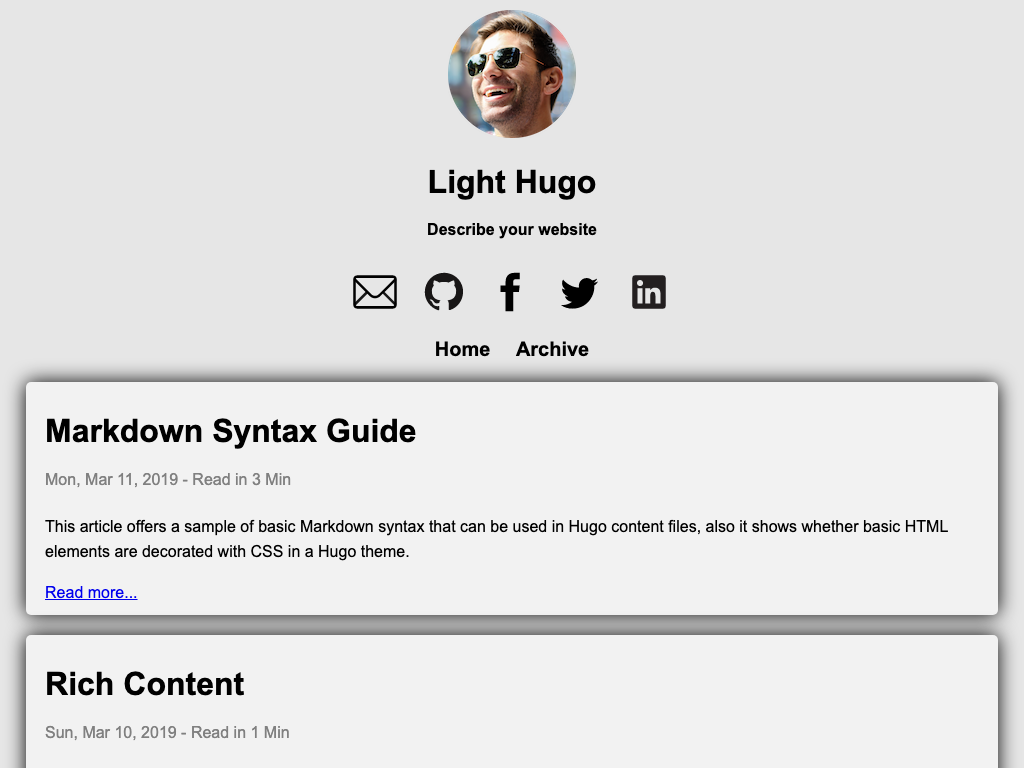 Light Hugo
Describe your website
Home Archive
Markdown Syntax Guide
Mon, Mar 11, 2019 - Read in 3 Min
This article offers a sample of basic Markdown syntax that can be used in Hugo content files, also it shows whether basic HTML
elements are decorated with CSS in a Hugo theme.
Read more...
Rich Content
Sun, Mar 10, 2019 - Read in 1 Min